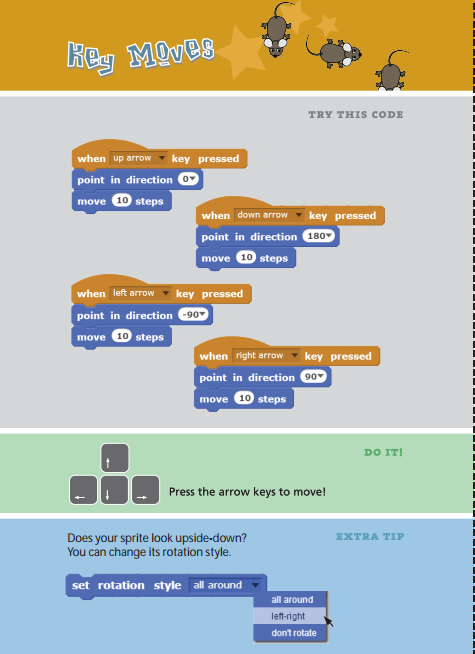 Key Moves
TRY THIS CODE
when up arrow key pressed
point in direction 0
move 10 steps
when down arrow key pressed
point in direction 180
move 10 steps
when left arrow key pressed
point in direction -90
move 10 steps
when right arrow key pressed
point in direction 90
move 10 steps
DO IT!
↑
← ↓ →
Press the arrow keys to move!
EXTRA TIP
Does your sprite look upside-down?
You can change its rotation style.
set rotation style all around
all around
left-right
don't rotate